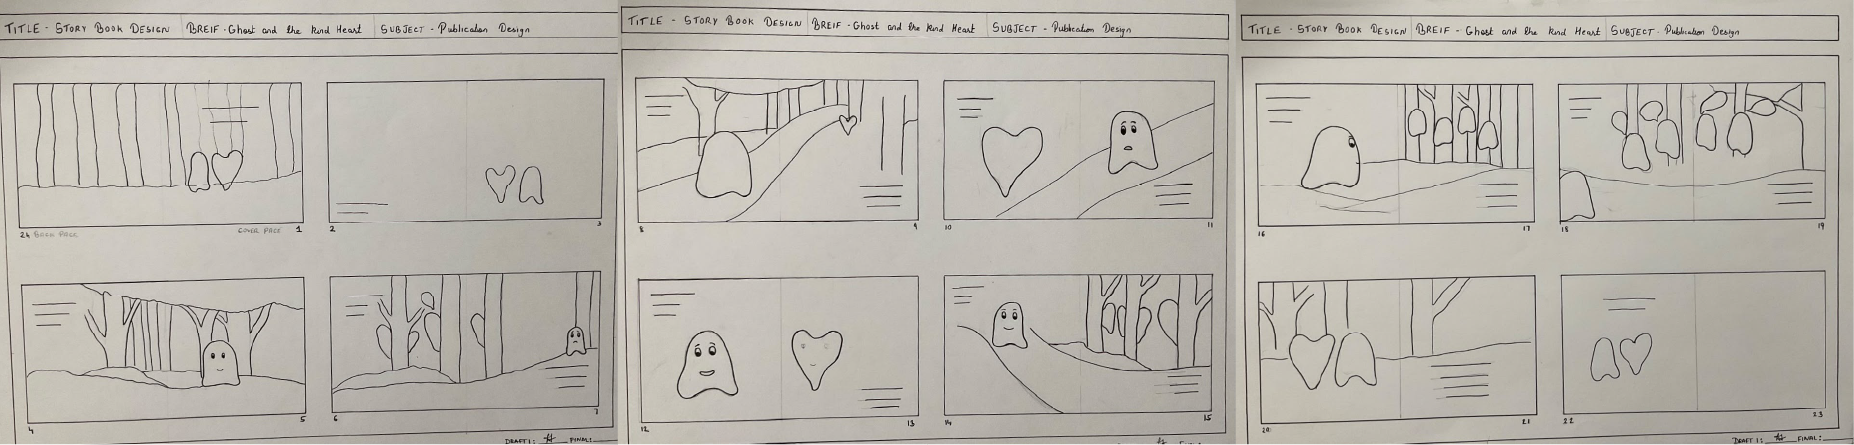 TITLE - STORY BOOK DESIGN BREIF - Ghost and the kind Heart SUBJECT - Publication Design
24 BACK PAGE COVER PAGE 1
2 3
4 5
6 7
DRAFT 1: FINAL:
TITLE - STORY BOOK DESIGN BREIF - Ghost and the kind Heart SUBJECT - Publication Design
8 9
10 11
12 13
14 15
TITLE - STORY BOOK DESIGN BREIF - Ghost and the kind Heart SUBJECT - Publication Design
16 17
18 19
20 21
22 23
DRAFT 1: FINAL: